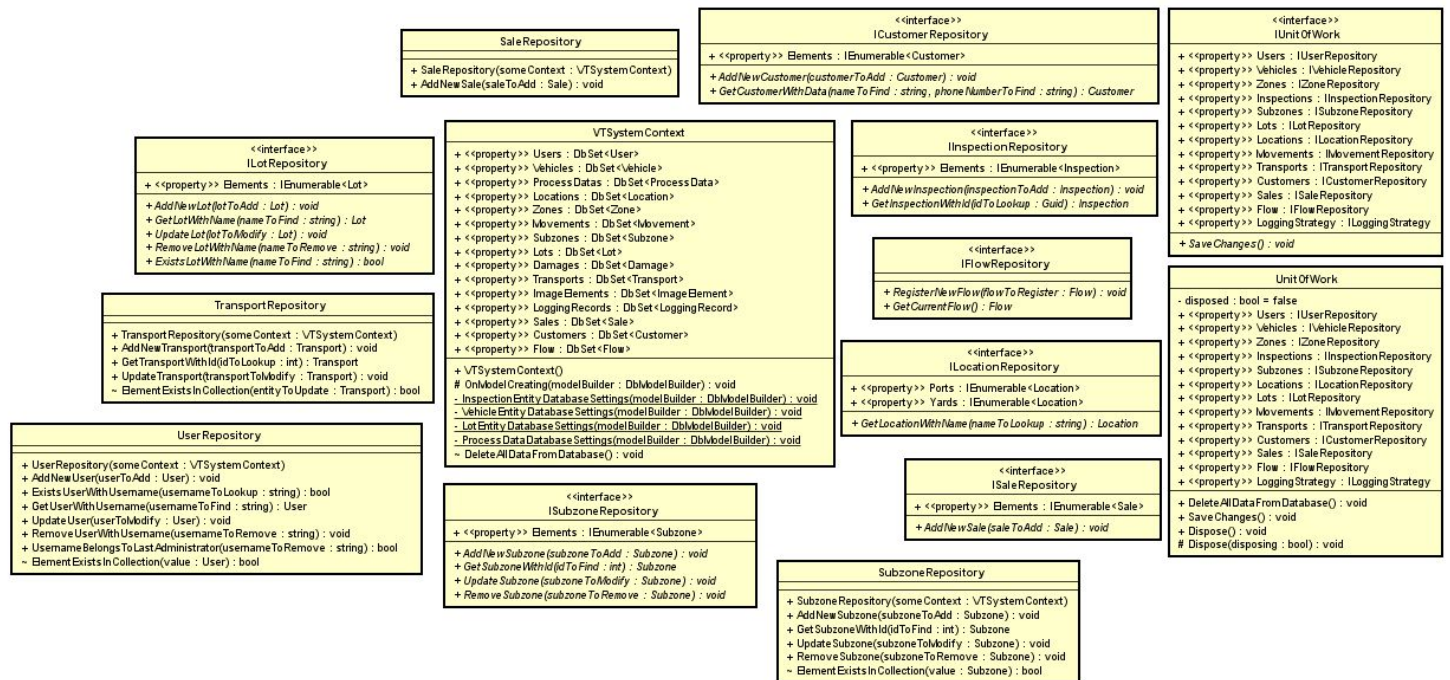 SaleRepository
+ SaleRepository(someContext : VTSystemContext)
+ AddNewSale(saleToAdd : Sale) : void
<<interface>>
ICustomerRepository
+ <<property>> Elements : IEnumerable<Customer>
+ AddNewCustomer(customerToAdd : Customer) : void
+ GetCustomerWithData(nameToFind : string, phoneNumberToFind : string) : Customer
<<interface>>
IUnitOfWork
+ <<property>> Users : IUserRepository
+ <<property>> Vehicles : IVehicleRepository
+ <<property>> Zones : IZoneRepository
+ <<property>> Inspections : IInspectionRepository
+ <<property>> Subzones : ISubzoneRepository
+ <<property>> Lots : ILotRepository
+ <<property>> Locations : ILocationRepository
+ <<property>> Movements : IMovementRepository
+ <<property>> Transports : ITransportRepository
+ <<property>> Customers : ICustomerRepository
+ <<property>> Sales : ISaleRepository
+ <<property>> Flow : IFlowRepository
+ <<property>> LoggingStrategy : ILoggingStrategy
+ SaveChanges() : void
<<interface>>
ILotRepository
+ <<property>> Elements : IEnumerable<Lot>
+ AddNewLot(lotToAdd : Lot) : void
+ GetLotWithName(nameToFind : string) : Lot
+ UpdateLot(lotToModify : Lot) : void
+ RemoveLotWithName(nameToRemove : string) : void
+ ExistsLotWithName(nameToFind : string) : bool
VTSystemContext
+ <<property>> Users : DbSet<User>
+ <<property>> Vehicles : DbSet<Vehicle>
+ <<property>> ProcessDatas : DbSet<ProcessData>
+ <<property>> Locations : DbSet<Location>
+ <<property>> Zones : DbSet<Zone>
+ <<property>> Movements : DbSet<Movement>
+ <<property>> Subzones : DbSet<Subzone>
+ <<property>> Lots : DbSet<Lot>
+ <<property>> Damages : DbSet<Damage>
+ <<property>> Transports : DbSet<Transport>
+ <<property>> ImageElements : DbSet<ImageElement>
+ <<property>> LoggingRecords : DbSet<LoggingRecord>
+ <<property>> Sales : DbSet<Sale>
+ <<property>> Customers : DbSet<Customer>
+ <<property>> Flow : DbSet<Flow>
+ VTSystemContext()
# OnModelCreating(modelBuilder : DbModelBuilder) : void
- InspectionEntityDatabaseSettings(modelBuilder : DbModelBuilder) : void
- VehicleEntityDatabaseSettings(modelBuilder : DbModelBuilder) : void
- LotEntityDatabaseSettings(modelBuilder : DbModelBuilder) : void
- ProcessDataDatabaseSettings(modelBuilder : DbModelBuilder) : void
~ DeleteAllDataFromDatabase() : void
<<interface>>
IInspectionRepository
+ <<property>> Elements : IEnumerable<Inspection>
+ AddNewInspection(inspectionToAdd : Inspection) : void
+ GetInspectionWithId(idToLookup : Guid) : Inspection
<<interface>>
IFlowRepository
+ RegisterNewFlow(flowToRegister : Flow) : void
+ GetCurrentFlow() : Flow
TransportRepository
+ TransportRepository(someContext : VTSystemContext)
+ AddNewTransport(transportToAdd : Transport) : void
+ GetTransportWithId(idToLookup : int) : Transport
+ UpdateTransport(transportToModify : Transport) : void
~ ElementExistsInCollection(entityToUpdate : Transport) : bool
UnitOfWork
- disposed : bool = false
+ <<property>> Users : IUserRepository
+ <<property>> Vehicles : IVehicleRepository
+ <<property>> Zones : IZoneRepository
+ <<property>> Inspections : IInspectionRepository
+ <<property>> Subzones : ISubzoneRepository
+ <<property>> Locations : ILocationRepository
+ <<property>> Lots : ILotRepository
+ <<property>> Movements : IMovementRepository
+ <<property>> Transports : ITransportRepository
+ <<property>> Customers : ICustomerRepository
+ <<property>> Sales : ISaleRepository
+ <<property>> Flow : IFlowRepository
+ <<property>> LoggingStrategy : ILoggingStrategy
+ DeleteAllDataFromDatabase() : void
+ SaveChanges() : void
+ Dispose() : void
# Dispose(disposing : bool) : void
<<interface>>
ILocationRepository
+ <<property>> Ports : IEnumerable<Location>
+ <<property>> Yards : IEnumerable<Location>
+ GetLocationWithName(nameToLookup : string) : Location
UserRepository
+ UserRepository(someContext : VTSystemContext)
+ AddNewUser(userToAdd : User) : void
+ ExistsUserWithUsername(usernameToLookup : string) : bool
+ GetUserWithUsername(usernameToFind : string) : User
+ UpdateUser(userToModify : User) : void
+ RemoveUserWithUsername(usernameToRemove : string) : void
+ UsernameBelongsToLastAdministrator(usernameToRemove : string) : bool
~ ElementExistsInCollection(value : User) : bool
<<interface>>
ISubzoneRepository
+ <<property>> Elements : IEnumerable<Subzone>
+ AddNewSubzone(subzoneToAdd : Subzone) : void
+ GetSubzoneWithId(idToFind : int) : Subzone
+ UpdateSubzone(subzoneToModify : Subzone) : void
+ RemoveSubzone(subzoneToRemove : Subzone) : void
<<interface>>
ISaleRepository
+ <<property>> Elements : IEnumerable<Sale>
+ AddNewSale(saleToAdd : Sale) : void
SubzoneRepository
+ SubzoneRepository(someContext : VTSystemContext)
+ AddNewSubzone(subzoneToAdd : Subzone) : void
+ GetSubzoneWithId(idToFind : int) : Subzone
+ UpdateSubzone(subzoneToModify : Subzone) : void
+ RemoveSubzone(subzoneToRemove : Subzone) : void
~ ElementExistsInCollection(value : Subzone) : bool